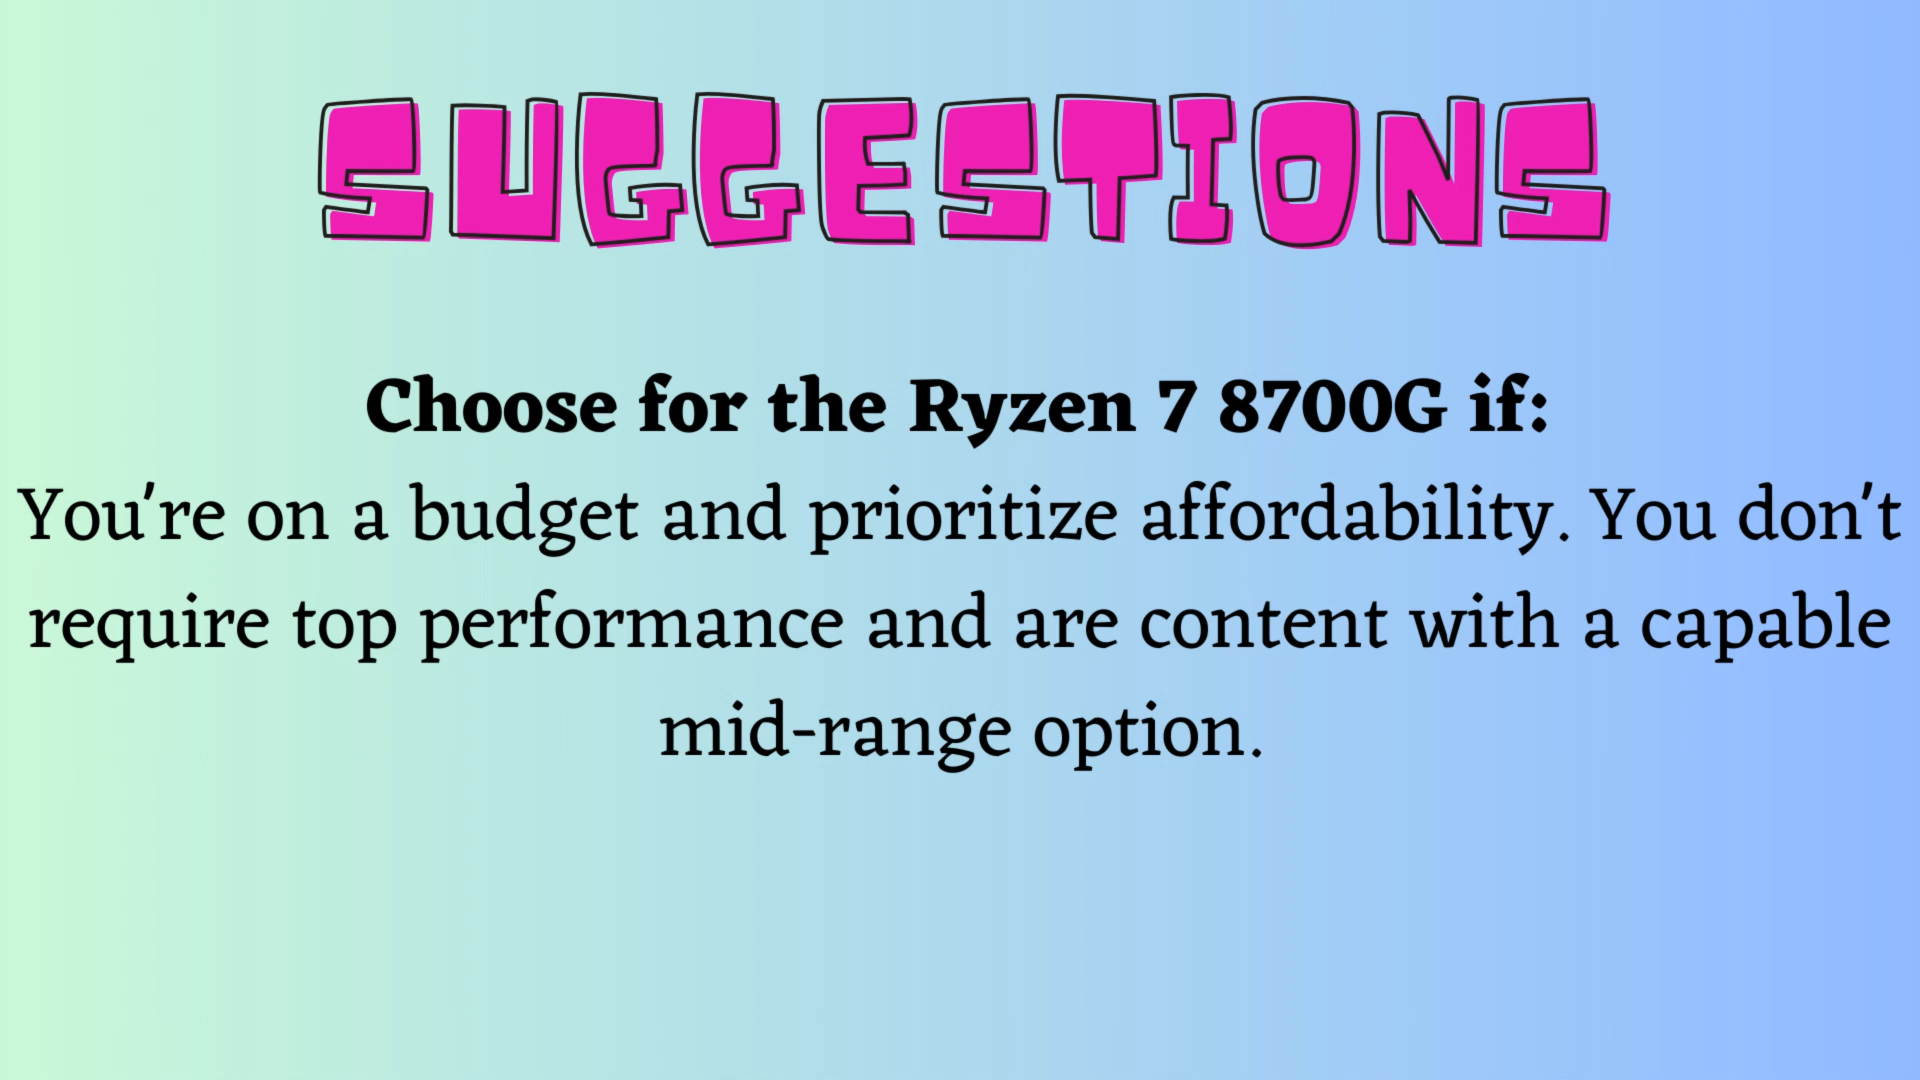 SUGGESTIONS
Choose for the Ryzen 7 8700G if:
You're on a budget and prioritize affordability. You don't
require top performance and are content with a capable
mid-range option.